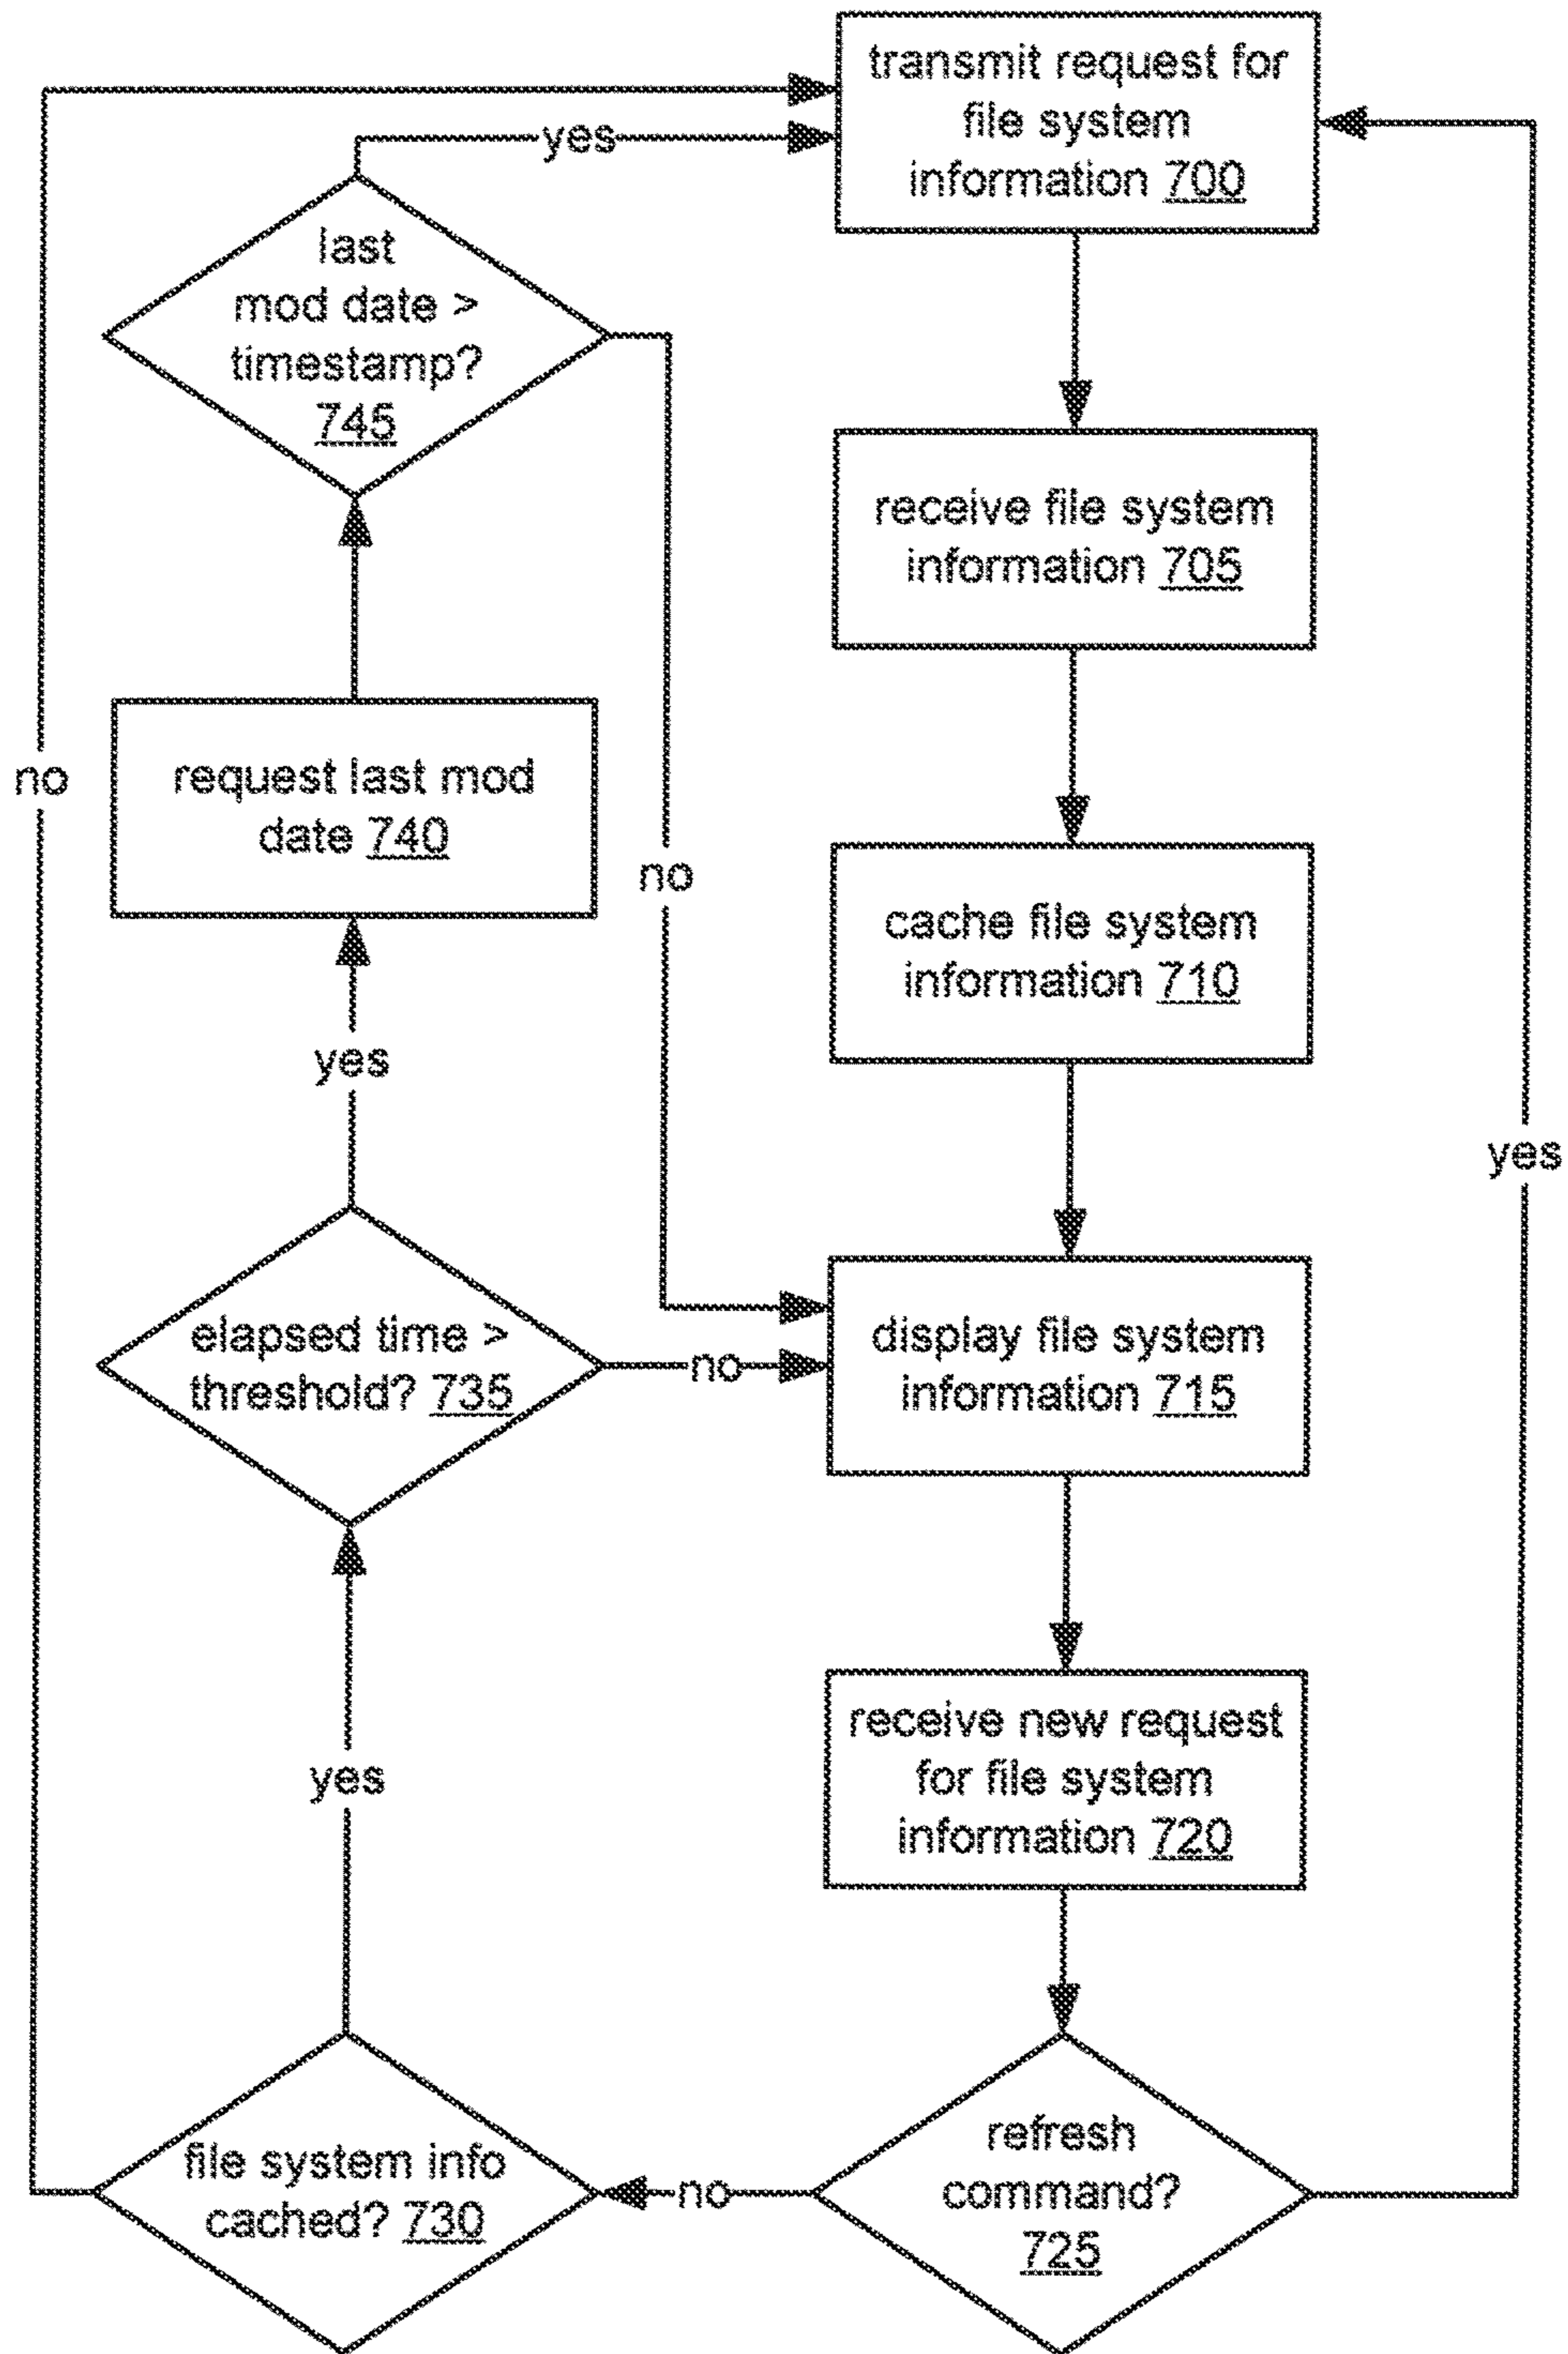 transmit request for
file system
information 700
yes
last
mod date >
timestamp?
745
receive file system
information 705
no
request last mod
date 740
no
cache file system
information 710
yes
yes
elapsed time >
threshold? 735
no
display file system
information 715
receive new request
for file system
information 720
yes
refresh
command?
725
no
file system info
cached? 730